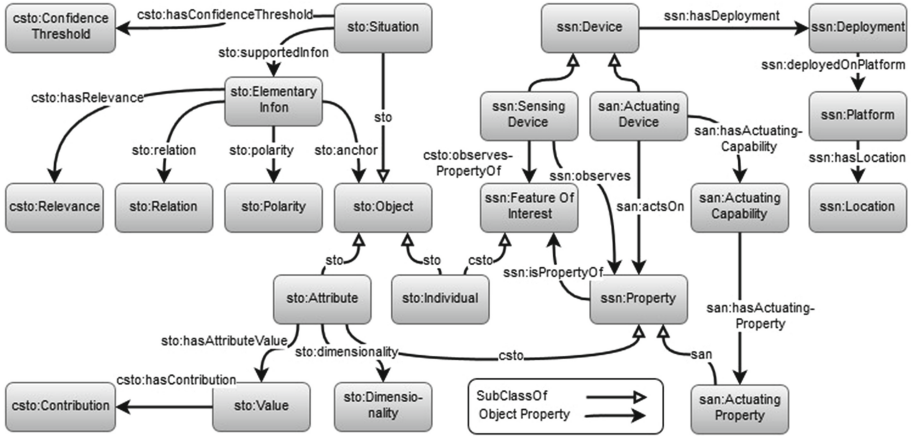 csto:Confidence
Threshold
csto:hasConfidenceThreshold
sto:Situation
ssn:Device
ssn:hasDeployment
ssn:Deployment
sto:supportedInfon
ssn:deployedOnPlatform
sto:Elementary
Infon
csto:hasRelevance
sto
ssn:Sensing
Device
san:Actuating
Device
ssn:Platform
san:hasActuating-
Capability
sto:relation
sto:polarity
sto:anchor
csto:observes-
PropertyOf
ssn:observes
ssn:hasLocation
csto:Relevance
sto:Relation
sto:Polarity
sto:Object
ssn:Feature Of
Interest
san:actsOn
san:Actuating
Capability
ssn:Location
sto
sto
csto
ssn:isPropertyOf
sto:Attribute
sto:Individual
ssn:Property
san:hasActuating-
Property
sto:hasAttributeValue
sto:dimensionality
csto
san
csto:hasContribution
csto:Contribution
sto:Value
sto:Dimensio-
nality
SubClassOf
Object Property
san:Actuating
Property